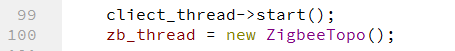 99 cliect_thread->start();
100 zb_thread = new ZigbeeTopo();